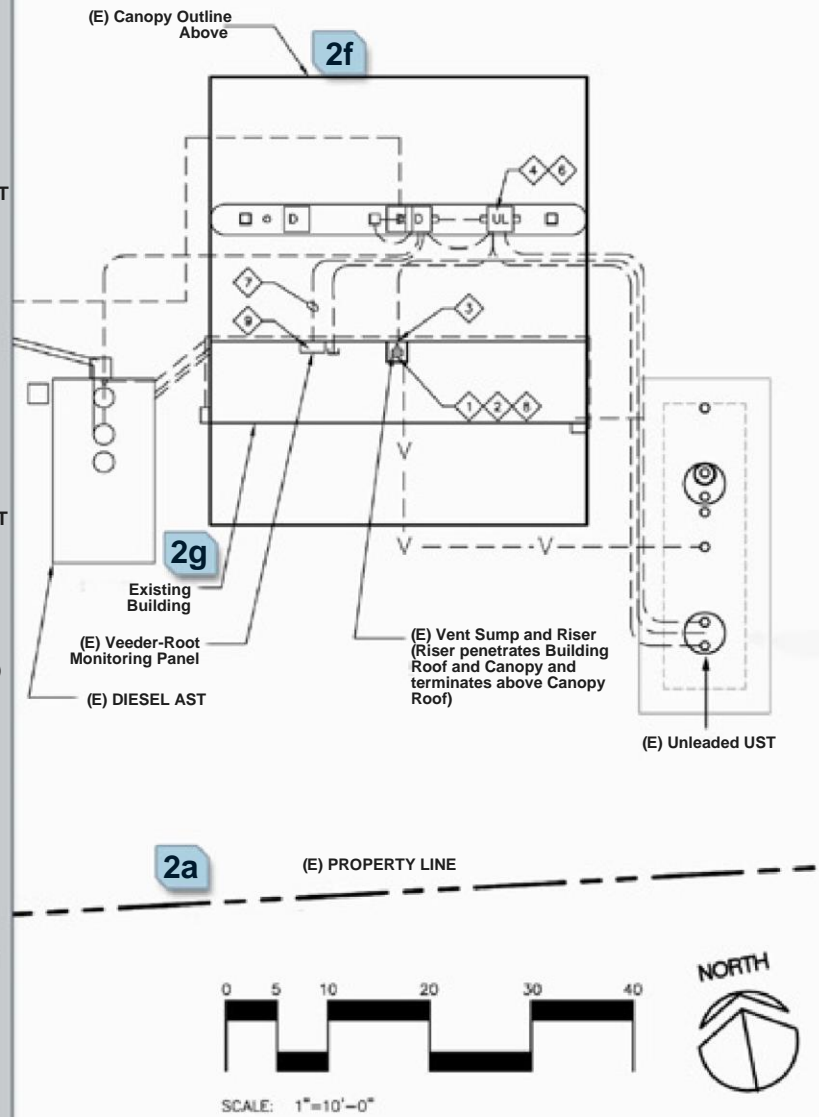 (E) Canopy Outline
Above
2f
T
4 6
D
D
UL
7
9
3
1 2 8
V
V V
T
2g
Existing
Building
(E) Veeder-Root
Monitoring Panel
(E) DIESEL AST
(E) Vent Sump and Riser
(Riser penetrates Building
Roof and Canopy and
terminates above Canopy
Roof)
(E) Unleaded UST
2a
(E) PROPERTY LINE
0 5 10 20 30 40
SCALE: 1"=10'-0"
NORTH